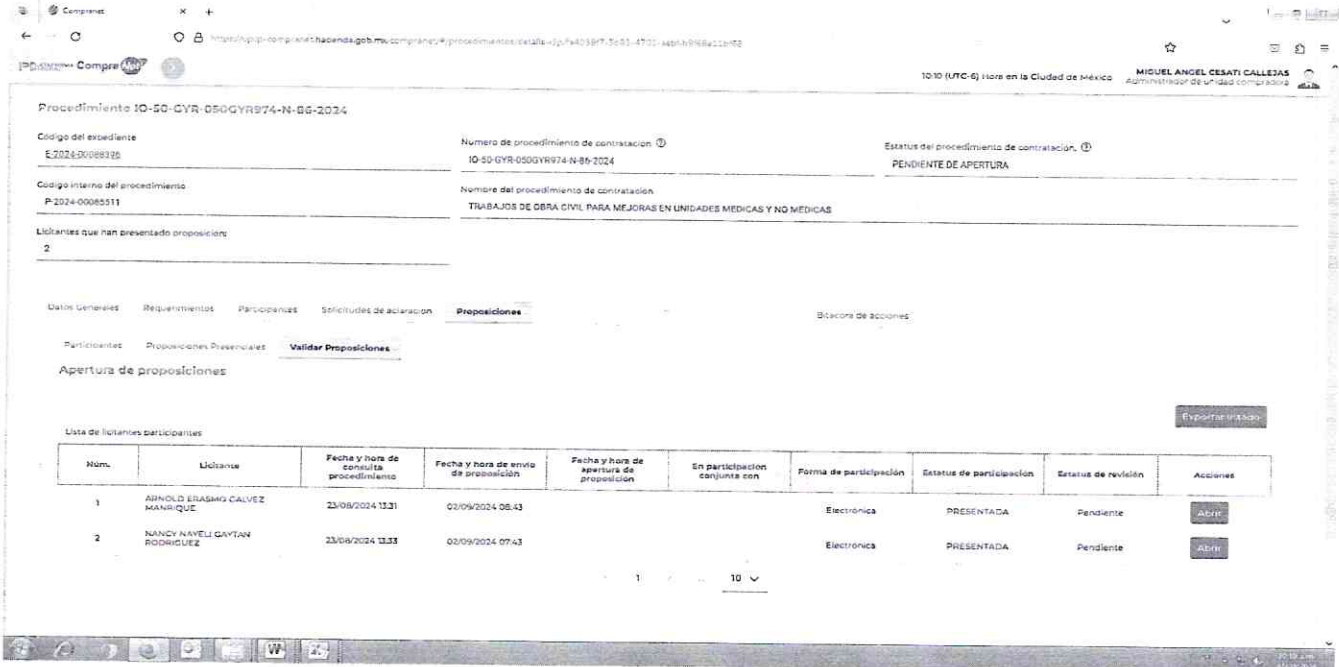 Compranet
Compra
10:10 (UTC-6) Hora en la Ciudad de México
MIGUEL ANGEL CESATI CALLEJAS
Administrador de unidad compradora
Procedimiento IO-50-GYR-050GYR974-N-86-2024
Código del expediente
E-2024-00088396
Numero de procedimiento de contratacion
IO-50-GYR-050GYR974-N-86-2024
Estatus del procedimiento de contratación.
PENDIENTE DE APERTURA
Codigo interno del procedimiento
P-2024-00085511
Nombre del procedimiento de contratacion
TRABAJOS DE OBRA CIVIL PARA MEJORAS EN UNIDADES MEDICAS Y NO MEDICAS
Licitantes que han presentado proposicion:
2
Datos Generales Requerimientos Participantes Solicitudes de aclaracion Proposiciones Bitacora de acciones
Participantes Proposiciones Presenciales Validar Proposiciones
Apertura de proposiciones
Exportar listado
Lista de licitantes participantes
Núm. Licitante Fecha y hora de consulta procedimiento Fecha y hora de envio de proposición Fecha y hora de apertura de proposición En participacion conjunta con Forma de participación Estatus de participacion Estatus de revisión Acciones
1 ARNOLD ERASMO GALVEZ MANRIQUE 23/08/2024 13:31 02/09/2024 08:43 Electrónica PRESENTADA Pendiente Abrir
2 NANCY NAYELI GAYTAN RODRIGUEZ 23/08/2024 13:33 02/09/2024 07:43 Electrónica PRESENTADA Pendiente Abrir
1 10